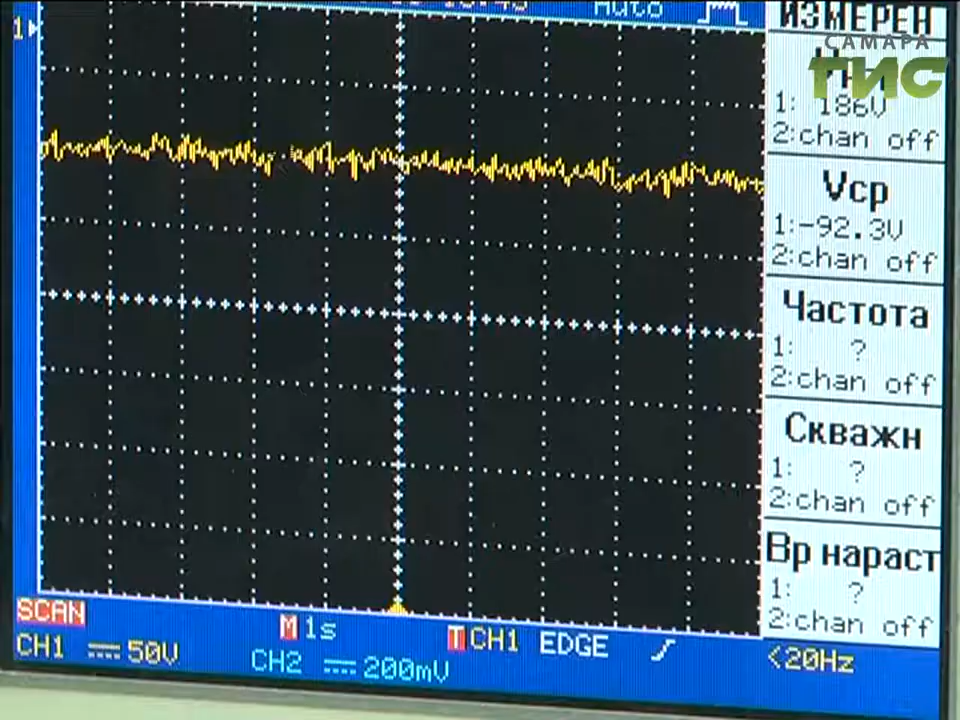 Auto
ИЗМЕРЕН
САМАРА
ГИС
1
1: 186V
2:chan off
Vср
1:-92.3V
2:chan off
Частота
1: ?
2:chan off
Скважн
1: ?
2:chan off
Вр нараст
1: ?
2:chan off
SCAN
M 1s
T CH1 EDGE
<20Hz
CH1 50V
CH2 200mV